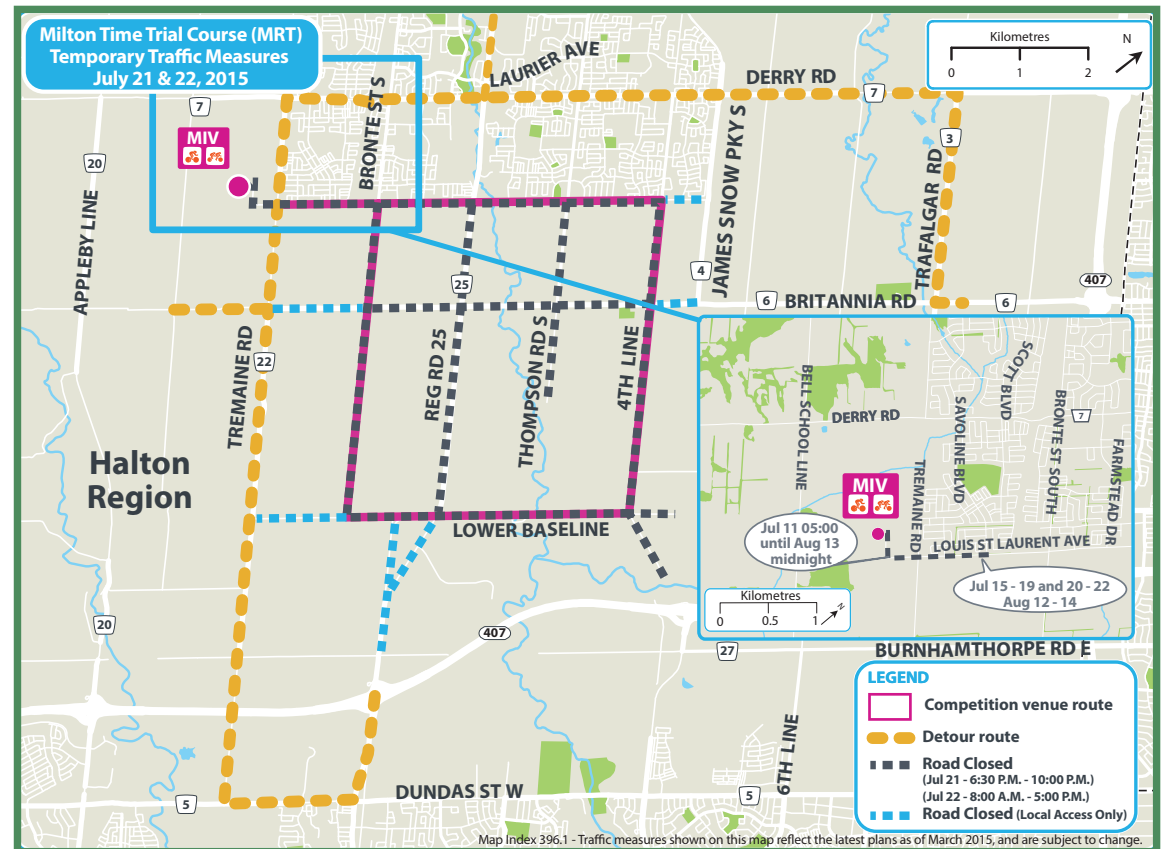 Milton Time Trial Course (MRT)
Temporary Traffic Measures
July 21 & 22, 2015
Kilometres
0 1 2
N
LAURIER AVE
DERRY RD
7
7
3
MIV
20
BRONTE ST S
APPLEBY LINE
JAMES SNOW PKY S
TRAFALGAR RD
4
25
407
6
BRITANNIA RD
6
TREMAINE RD
22
REG RD 25
THOMPSON RD S
4TH LINE
Halton
Region
LOWER BASELINE
BELL SCHOOL LINE
DERRY RD
SCOTT BLVD
SAVOLINE BLVD
BRONTE ST SOUTH
7
FARMSTEAD DR
MIV
TREMAINE RD
Jul 11 05:00
until Aug 13
midnight
LOUIS ST LAURENT AVE
Jul 15 - 19 and 20 - 22
Aug 12 - 14
Kilometres
0 0.5 1
N
20
407
27
BURNHAMTHORPE RD E
6TH LINE
5
DUNDAS ST W
5
LEGEND
Competition venue route
Detour route
Road Closed
(Jul 21 - 6:30 P.M. - 10:00 P.M.)
(Jul 22 - 8:00 A.M. - 5:00 P.M.)
Road Closed (Local Access Only)
Map Index 396.1 - Traffic measures shown on this map reflect the latest plans as of March 2015, and are subject to change.